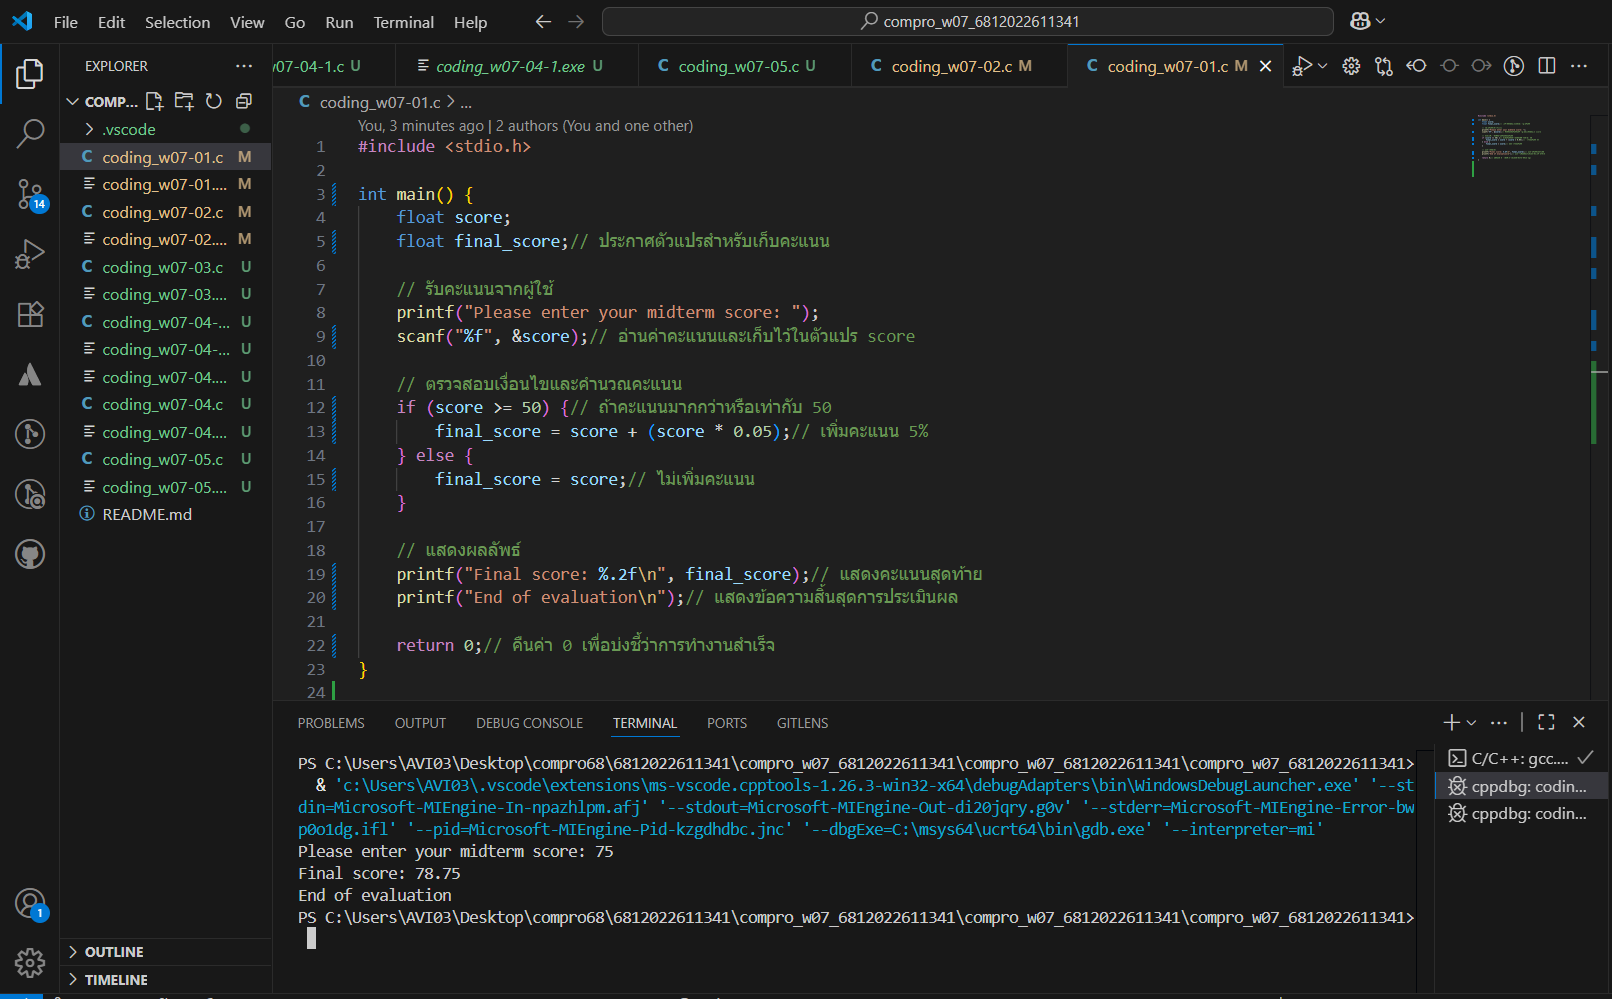 File Edit Selection View Go Run Terminal Help
compro_w07_6812022611341
EXPLORER
COMP...
.vscode
coding_w07-01.c M
coding_w07-01.... M
coding_w07-02.c M
coding_w07-02.... M
coding_w07-03.c U
coding_w07-03.... U
coding_w07-04-... U
coding_w07-04-... U
coding_w07-04.... U
coding_w07-04.c U
coding_w07-04.... U
coding_w07-05.c U
coding_w07-05.... U
README.md
14
1
OUTLINE
TIMELINE
w07-04-1.c U
coding_w07-04-1.exe U
C coding_w07-05.c U
C coding_w07-02.c M
C coding_w07-01.c M
C coding_w07-01.c > ...
You, 3 minutes ago | 2 authors (You and one other)
1 #include <stdio.h>
2
3 int main() {
4     float score;
5     float final_score;// ประกาศตัวแปรสำหรับเก็บคะแนน
6
7     // รับคะแนนจากผู้ใช้
8     printf("Please enter your midterm score: ");
9     scanf("%f", &score);// อ่านค่าคะแนนและเก็บไว้ในตัวแปร score
10
11     // ตรวจสอบเงื่อนไขและคำนวณคะแนน
12     if (score >= 50) {// ถ้าคะแนนมากกว่าหรือเท่ากับ 50
13         final_score = score + (score * 0.05);// เพิ่มคะแนน 5%
14     } else {
15         final_score = score;// ไม่เพิ่มคะแนน
16     }
17
18     // แสดงผลลัพธ์
19     printf("Final score: %.2f\n", final_score);// แสดงคะแนนสุดท้าย
20     printf("End of evaluation\n");// แสดงข้อความสิ้นสุดการประเมินผล
21
22     return 0;// คืนค่า 0 เพื่อบ่งชี้ว่าการทำงานสำเร็จ
23 }
24
PROBLEMS OUTPUT DEBUG CONSOLE TERMINAL PORTS GITLENS
PS C:\Users\AVI03\Desktop\compro68\6812022611341\compro_w07_6812022611341\compro_w07_6812022611341\compro_w07_6812022611341>
& 'c:\Users\AVI03\.vscode\extensions\ms-vscode.cpptools-1.26.3-win32-x64\debugAdapters\bin\WindowsDebugLauncher.exe' '--st
din=Microsoft-MIEngine-In-npazhlpm.afj' '--stdout=Microsoft-MIEngine-Out-di20jqry.g0v' '--stderr=Microsoft-MIEngine-Error-bw
p0o1dg.ifl' '--pid=Microsoft-MIEngine-Pid-kzgdhdbc.jnc' '--dbgExe=C:\msys64\ucrt64\bin\gdb.exe' '--interpreter=mi'
Please enter your midterm score: 75
Final score: 78.75
End of evaluation
PS C:\Users\AVI03\Desktop\compro68\6812022611341\compro_w07_6812022611341\compro_w07_6812022611341\compro_w07_6812022611341>
C/C++: gcc....
cppdbg: codin...
cppdbg: codin...